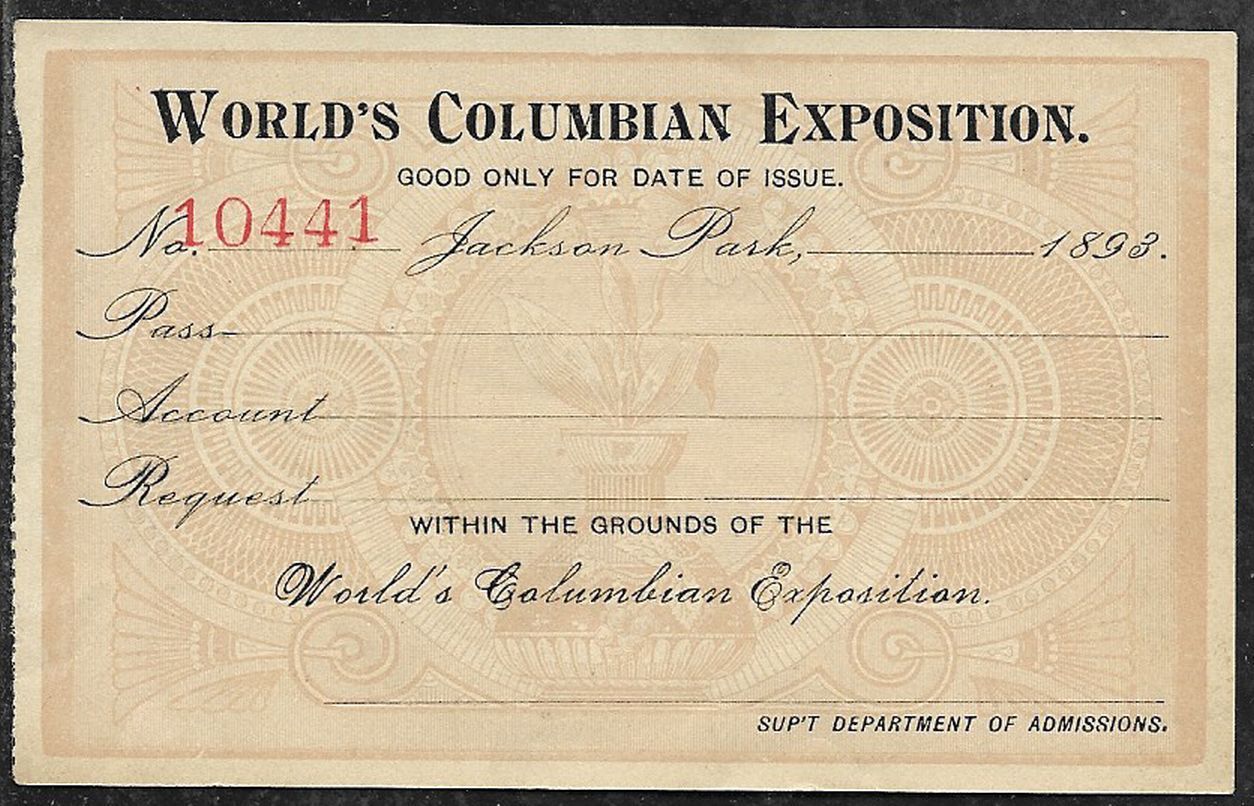 WORLD'S COLUMBIAN EXPOSITION.
GOOD ONLY FOR DATE OF ISSUE.
No. 10441 Jackson Park, 1893.
Pass
Account
Request
WITHIN THE GROUNDS OF THE
World's Columbian Exposition.
SUP'T DEPARTMENT OF ADMISSIONS.